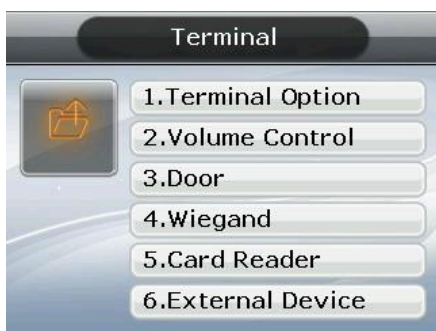 Terminal
1.Terminal Option
2.Volume Control
3.Door
4.Wiegand
5.Card Reader
6.External Device